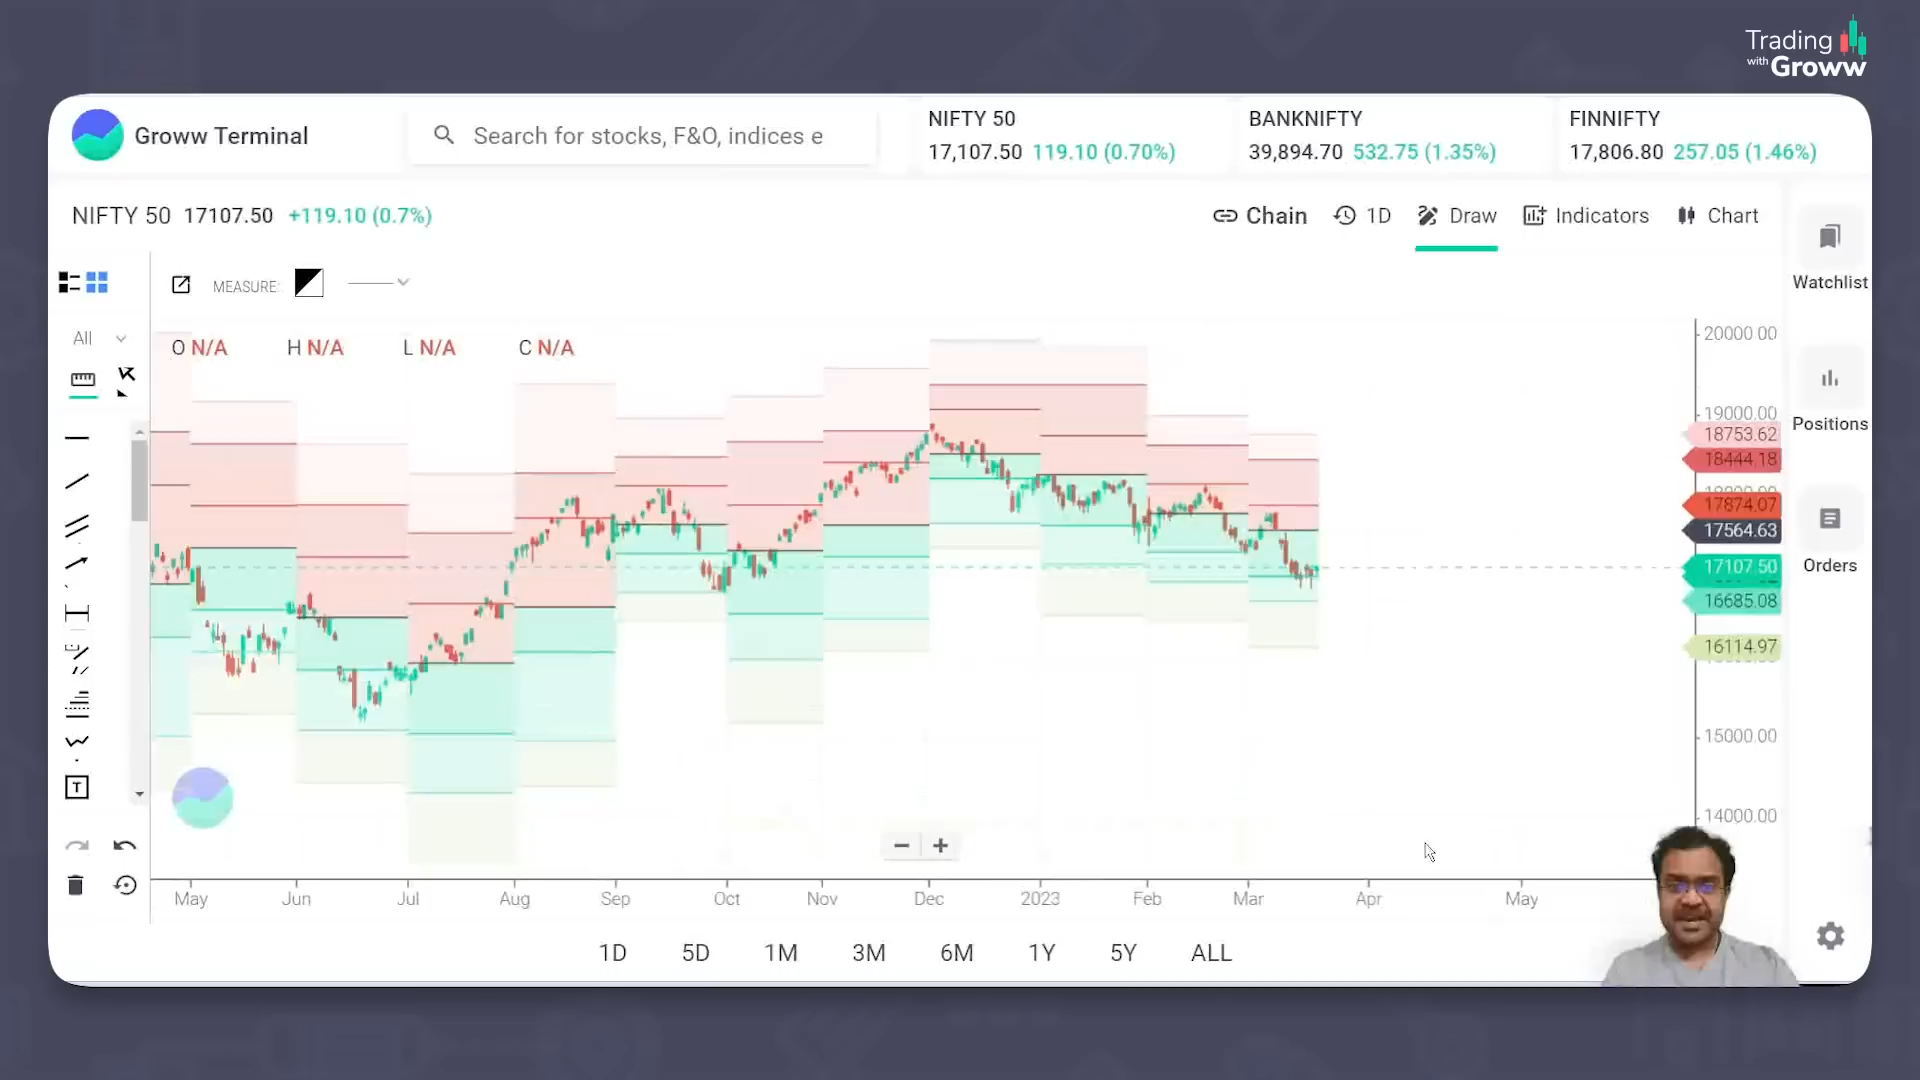 Trading
with Groww
Groww Terminal
Search for stocks, F&O, indices e
NIFTY 50
17,107.50 119.10 (0.70%)
BANKNIFTY
39,894.70 532.75 (1.35%)
FINNIFTY
17,806.80 257.05 (1.46%)
NIFTY 50 17107.50 +119.10 (0.7%)
Chain
1D
Draw
Indicators
Chart
Watchlist
Positions
Orders
MEASURE:
All
O N/A H N/A L N/A C N/A
20000.00
19000.00
18753.62
18444.18
17874.07
17564.63
17107.50
16685.08
16114.97
15000.00
14000.00
T
May Jun Jul Aug Sep Oct Nov Dec 2023 Feb Mar Apr May
1D 5D 1M 3M 6M 1Y 5Y ALL